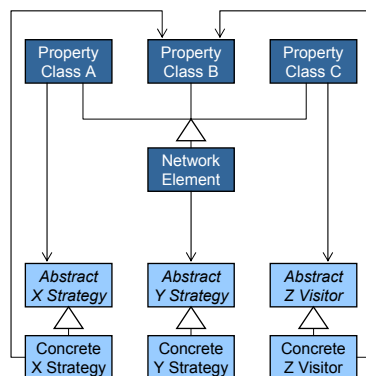 Property
Class A
Property
Class B
Property
Class C
Network
Element
Abstract
X Strategy
Abstract
Y Strategy
Abstract
Z Visitor
Concrete
X Strategy
Concrete
Y Strategy
Concrete
Z Visitor